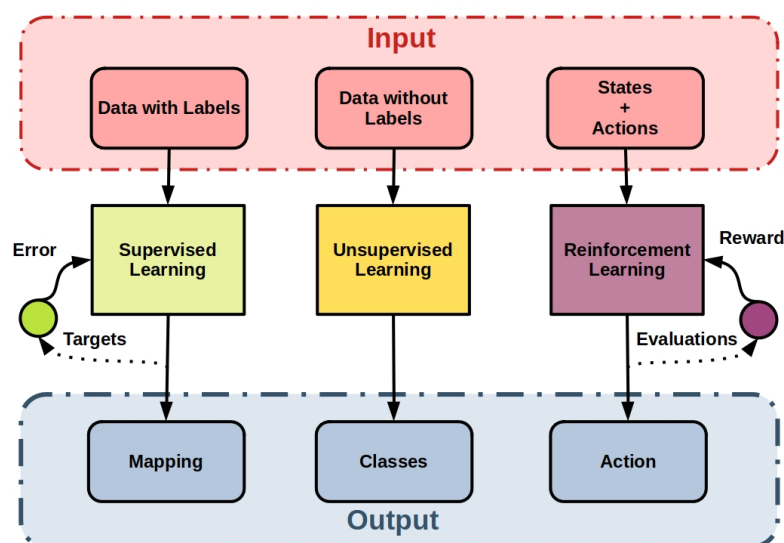 Input
Data with Labels
Data without
Labels
States
+
Actions
Error
Supervised
Learning
Unsupervised
Learning
Reinforcement
Learning
Reward
Targets
Evaluations
Mapping
Classes
Action
Output